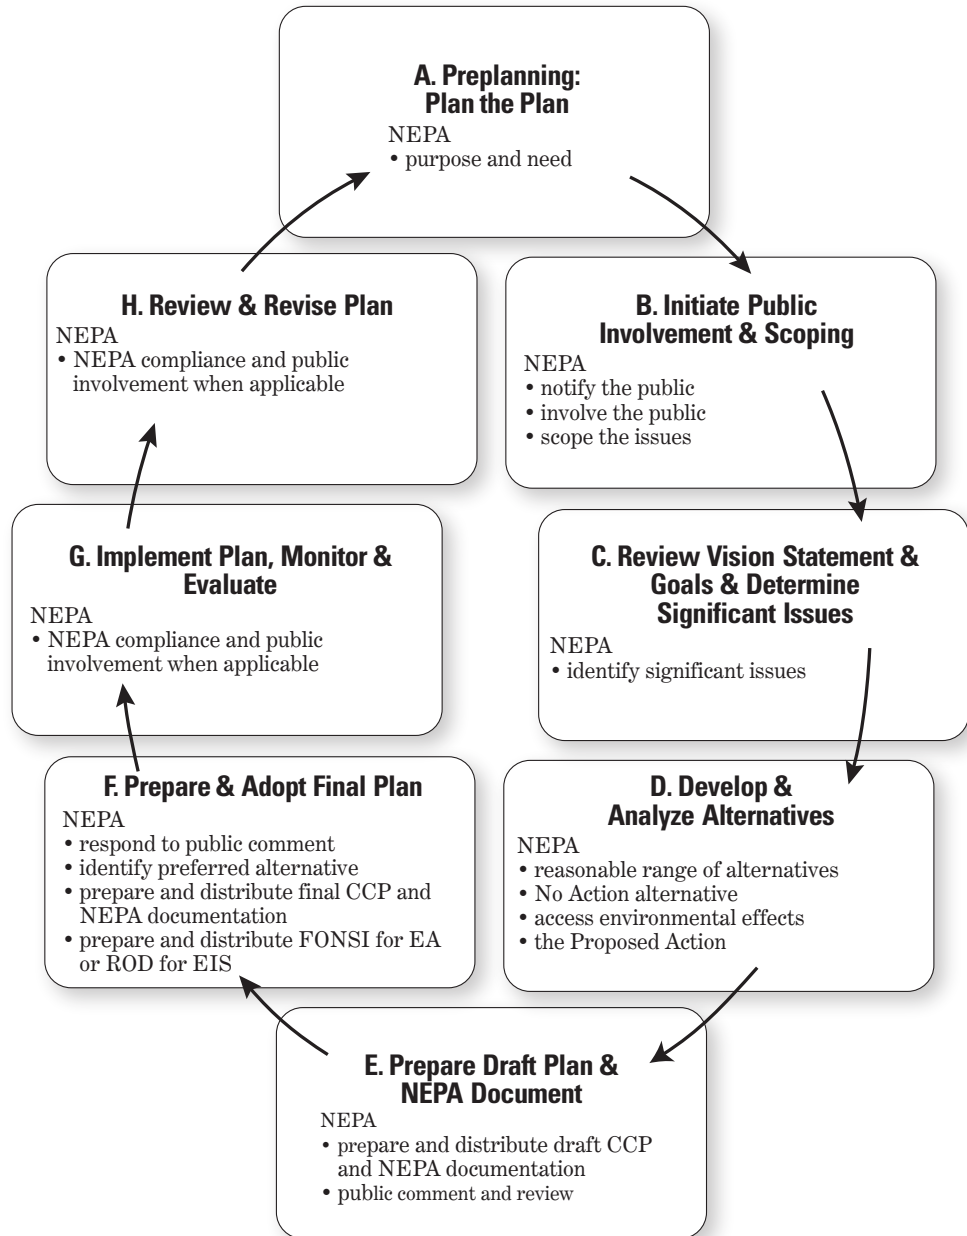 A. Preplanning:
Plan the Plan
NEPA
• purpose and need
B. Initiate Public
Involvement & Scoping
NEPA
• notify the public
• involve the public
• scope the issues
C. Review Vision Statement &
Goals & Determine
Significant Issues
NEPA
• identify significant issues
D. Develop &
Analyze Alternatives
NEPA
• reasonable range of alternatives
• No Action alternative
• access environmental effects
• the Proposed Action
E. Prepare Draft Plan &
NEPA Document
NEPA
• prepare and distribute draft CCP
and NEPA documentation
• public comment and review
F. Prepare & Adopt Final Plan
NEPA
• respond to public comment
• identify preferred alternative
• prepare and distribute final CCP and
NEPA documentation
• prepare and distribute FONSI for EA
or ROD for EIS
G. Implement Plan, Monitor &
Evaluate
NEPA
• NEPA compliance and public
involvement when applicable
H. Review & Revise Plan
NEPA
• NEPA compliance and public
involvement when applicable